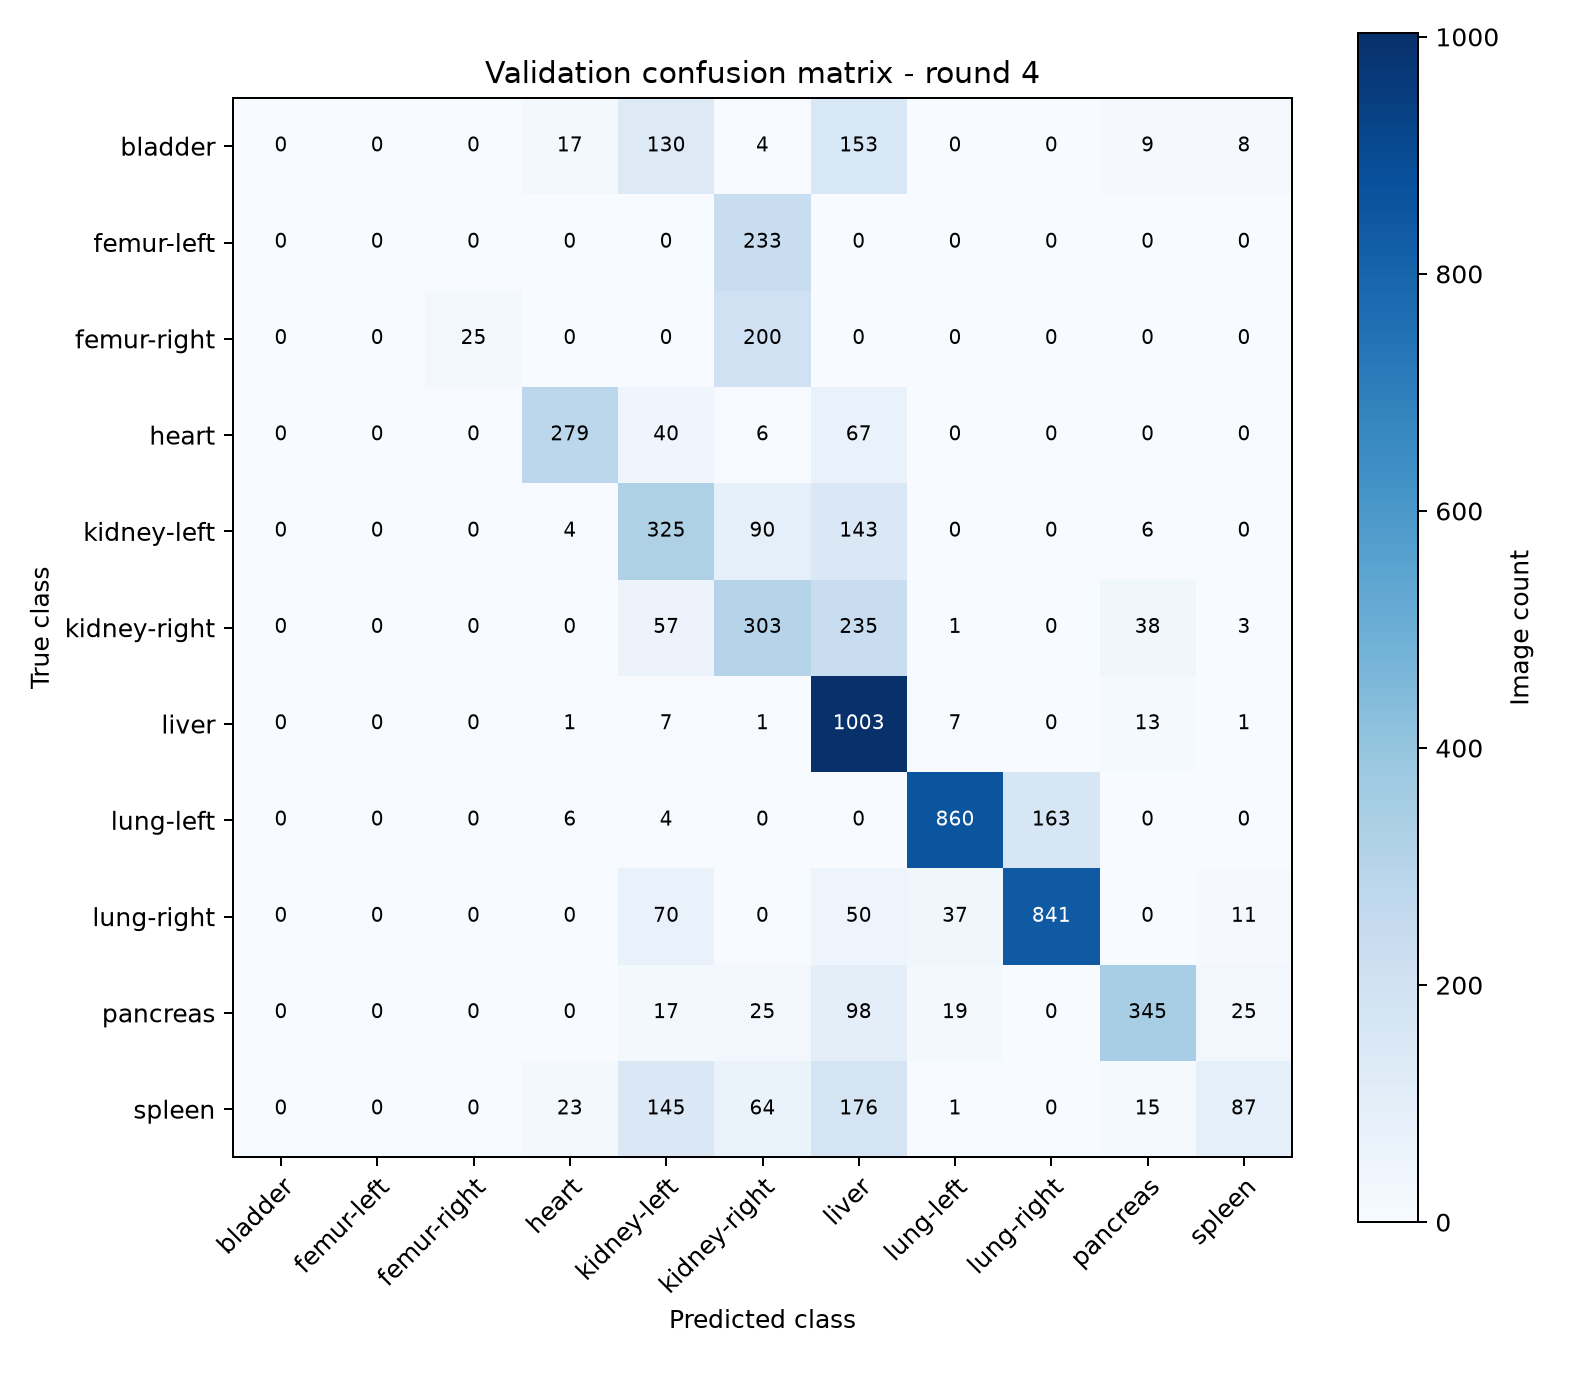 Validation confusion matrix - round 4
True class
bladder 0 0 0 17 130 4 153 0 0 9 8
femur-left 0 0 0 0 0 233 0 0 0 0 0
femur-right 0 0 25 0 0 200 0 0 0 0 0
heart 0 0 0 279 40 6 67 0 0 0 0
kidney-left 0 0 0 4 325 90 143 0 0 6 0
kidney-right 0 0 0 0 57 303 235 1 0 38 3
liver 0 0 0 1 7 1 1003 7 0 13 1
lung-left 0 0 0 6 4 0 0 860 163 0 0
lung-right 0 0 0 0 70 0 50 37 841 0 11
pancreas 0 0 0 0 17 25 98 19 0 345 25
spleen 0 0 0 23 145 64 176 1 0 15 87
bladder femur-left femur-right heart kidney-left kidney-right liver lung-left lung-right pancreas spleen
Predicted class
1000
800
600
400
200
0
Image count